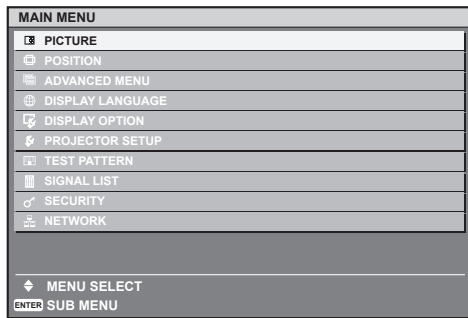 MAIN MENU
PICTURE
POSITION
ADVANCED MENU
DISPLAY LANGUAGE
DISPLAY OPTION
PROJECTOR SETUP
TEST PATTERN
SIGNAL LIST
SECURITY
NETWORK
MENU SELECT
ENTER SUB MENU